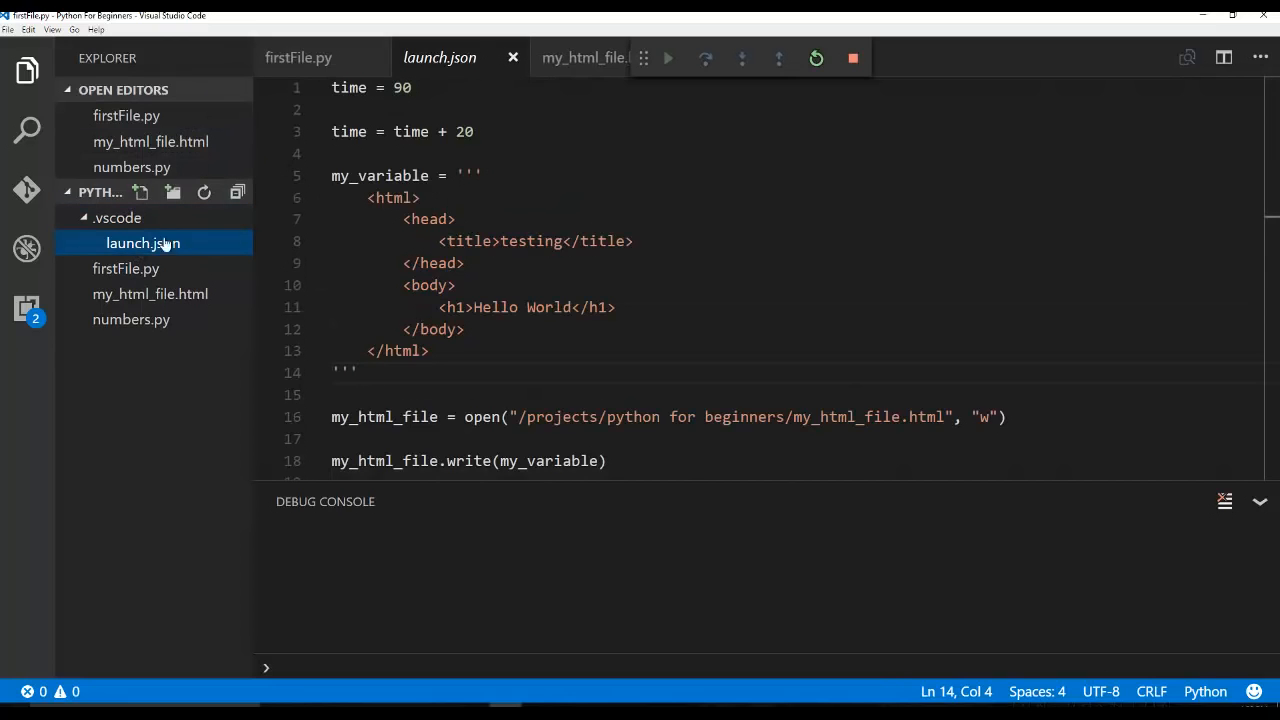 firstFile.py - Python For Beginners - Visual Studio Code
File Edit View Go Help
EXPLORER
firstFile.py launch.json my_html_file.
OPEN EDITORS
firstFile.py
my_html_file.html
numbers.py
PYTH...
.vscode
launch.json
firstFile.py
my_html_file.html
numbers.py
2
1 time = 90
2
3 time = time + 20
4
5 my_variable = '''
6 <html>
7 <head>
8 <title>testing</title>
9 </head>
10 <body>
11 <h1>Hello World</h1>
12 </body>
13 </html>
14 '''
15
16 my_html_file = open("/projects/python for beginners/my_html_file.html", "w")
17
18 my_html_file.write(my_variable)
DEBUG CONSOLE
0 0 Ln 14, Col 4 Spaces: 4 UTF-8 CRLF Python